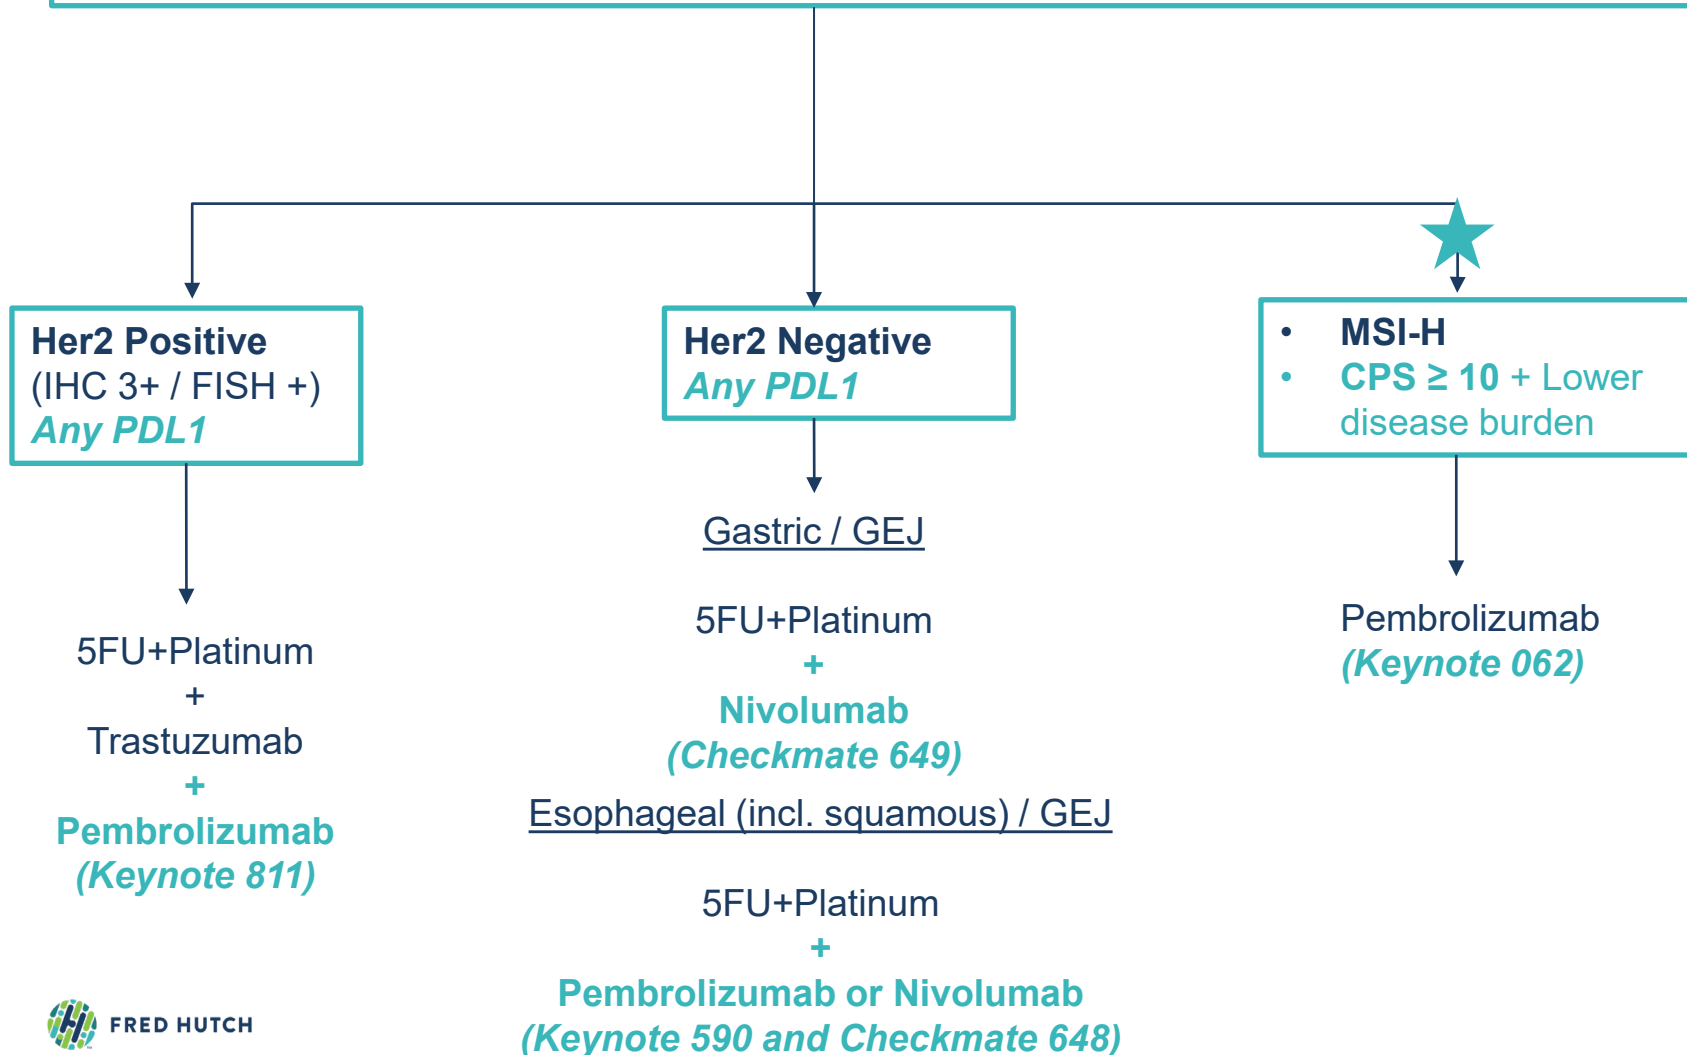 Her2 Positive
(IHC 3+ / FISH +)
Any PDL1
5FU+Platinum
+
Trastuzumab
+
Pembrolizumab
(Keynote 811)
Her2 Negative
Any PDL1
Gastric / GEJ
5FU+Platinum
+
Nivolumab
(Checkmate 649)
Esophageal (incl. squamous) / GEJ
5FU+Platinum
+
Pembrolizumab or Nivolumab
(Keynote 590 and Checkmate 648)
• MSI-H
• CPS ≥ 10 + Lower
disease burden
Pembrolizumab
(Keynote 062)
FRED HUTCH